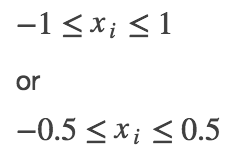 −1 ≤ xᵢ ≤ 1
or
−0.5 ≤ xᵢ ≤ 0.5